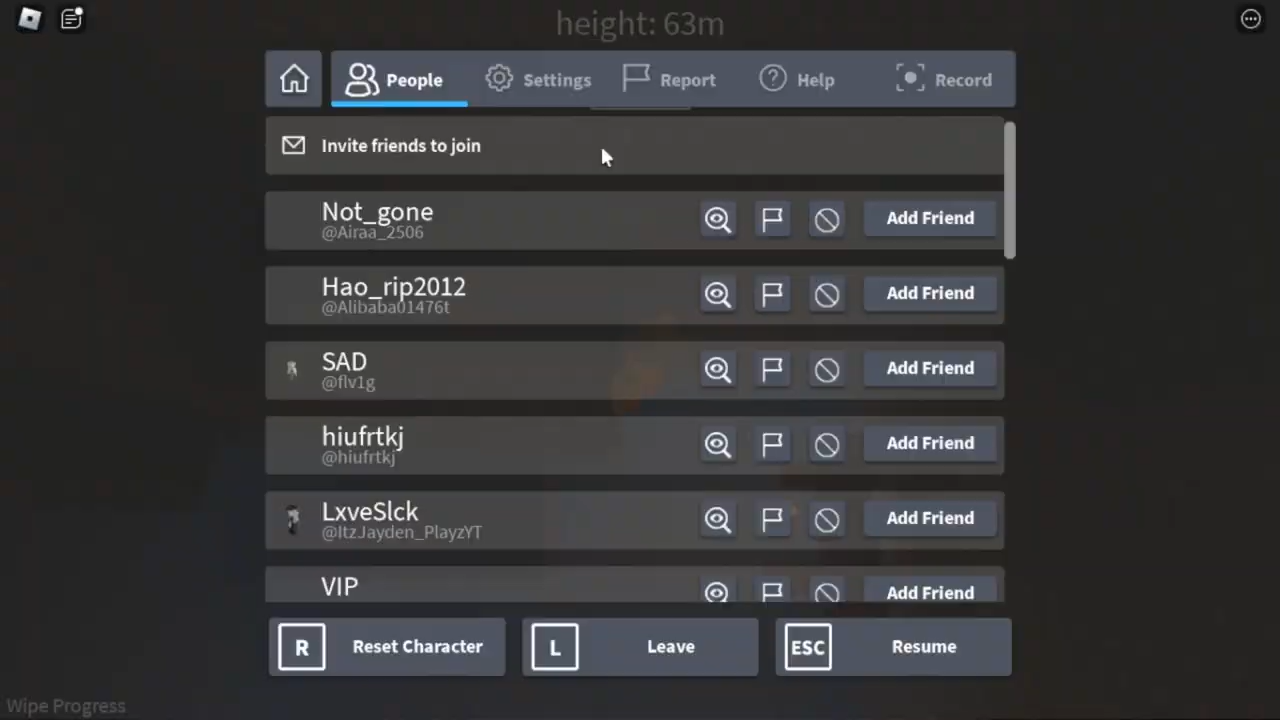 height: 63m
People
Settings
Report
Help
Record
Invite friends to join
Not_gone
@Airaa_2506
Add Friend
Hao_rip2012
@Alibaba01476t
Add Friend
SAD
@flv1g
Add Friend
hiufrtkj
@hiufrtkj
Add Friend
LxveSlck
@ItzJayden_PlayzYT
Add Friend
VIP
Add Friend
R Reset Character
L Leave
ESC Resume
Wipe Progress